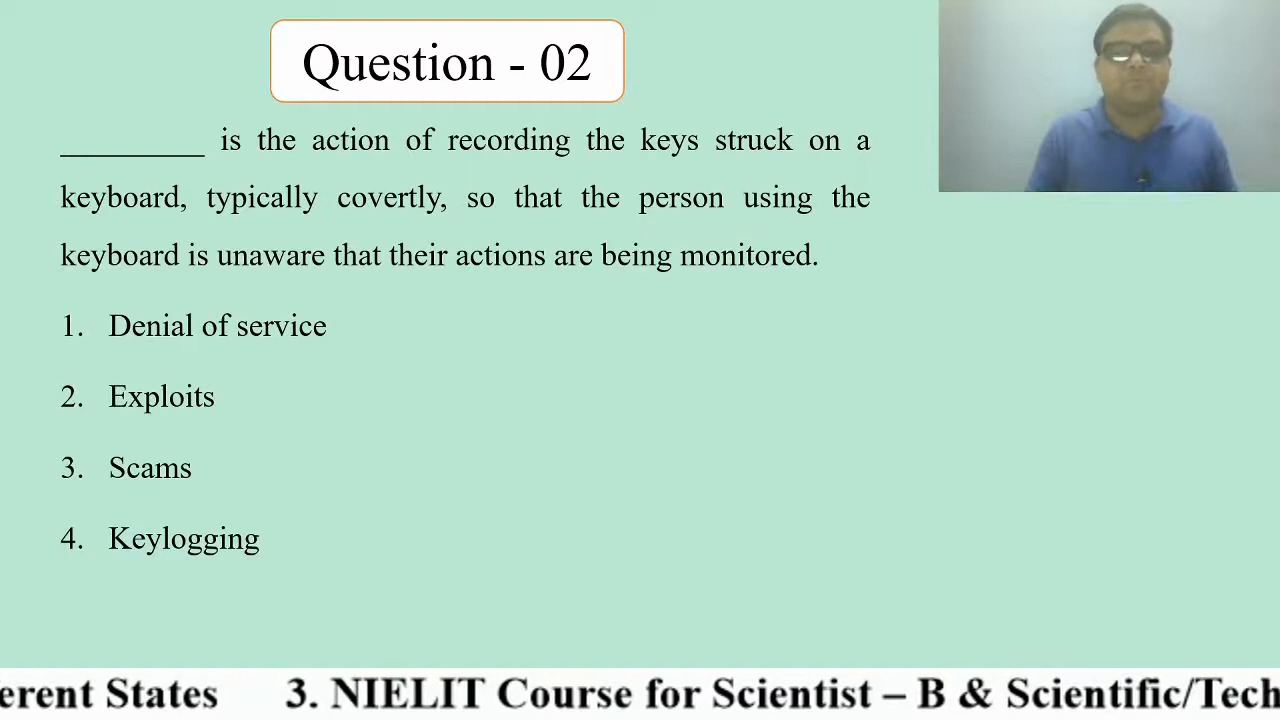 Question - 02
_________ is the action of recording the keys struck on a
keyboard, typically covertly, so that the person using the
keyboard is unaware that their actions are being monitored.
1. Denial of service
2. Exploits
3. Scams
4. Keylogging
erent States 3. NIELIT Course for Scientist – B & Scientific/Tech